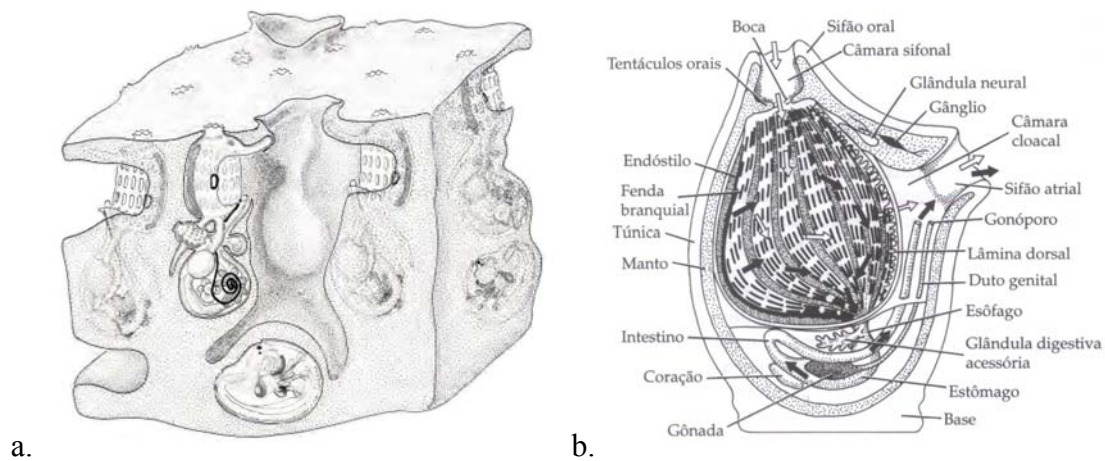 Boca
Sifão oral
Câmara sifonal
Tentáculos orais
Glândula neural
Gânglio
Câmara
cloacal
Endóstilo
Fenda
branquial
Túnica
Manto
Sifão atrial
Gonóporo
Lâmina dorsal
Duto genital
Esôfago
Intestino
Glândula digestiva
acessória
Coração
Estômago
Gônada
Base
a.
b.